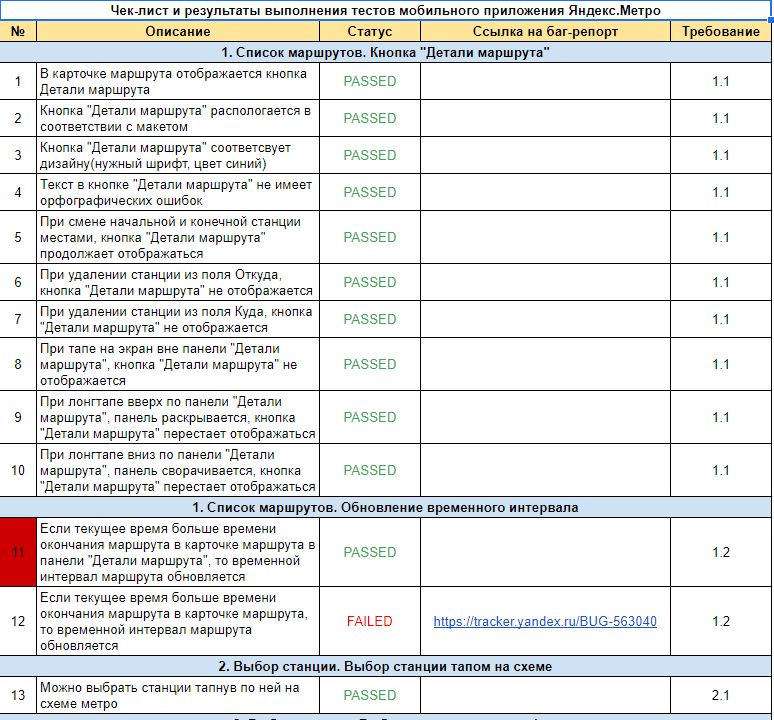 Чек-лист и результаты выполнения тестов мобильного приложения Яндекс.Метро
№ Описание Статус Ссылка на баг-репорт Требование
1. Список маршрутов. Кнопка "Детали маршрута"
1 В карточке маршрута отображается кнопка
Детали маршрута PASSED 1.1
2 Кнопка "Детали маршрута" распологается в
соответствии с макетом PASSED 1.1
3 Кнопка "Детали маршрута" соответсвует
дизайну(нужный шрифт, цвет синий) PASSED 1.1
4 Текст в кнопке "Детали маршрута" не имеет
орфографических ошибок PASSED 1.1
5 При смене начальной и конечной станции
местами, кнопка "Детали маршрута"
продолжает отображаться PASSED 1.1
6 При удалении станции из поля Откуда,
кнопка "Детали маршрута" не отображается PASSED 1.1
7 При удалении станции из поля Куда, кнопка
"Детали маршрута" не отображается PASSED 1.1
8 При тапе на экран вне панели "Детали
маршрута", кнопка "Детали маршрута" не
отображается PASSED 1.1
9 При лонгтапе вверх по панели "Детали
маршрута", панель раскрывается, кнопка
"Детали маршрута" перестает отображаться PASSED 1.1
10 При лонгтапе вниз по панели "Детали
маршрута", панель сворачивается, кнопка
"Детали маршрута" перестает отображаться PASSED 1.1
1. Список маршрутов. Обновление временного интервала
11 Если текущее время больше времени
окончания маршрута в карточке маршрута в
панели "Детали маршрута", то временной
интервал маршрута обновляется PASSED 1.2
12 Если текущее время больше времени
окончания маршрута в карточке маршрута,
то временной интервал маршрута
обновляется FAILED https://tracker.yandex.ru/BUG-563040 1.2
2. Выбор станции. Выбор станции тапом на схеме
13 Можно выбрать станции тапнув по ней на
схеме метро PASSED 2.1